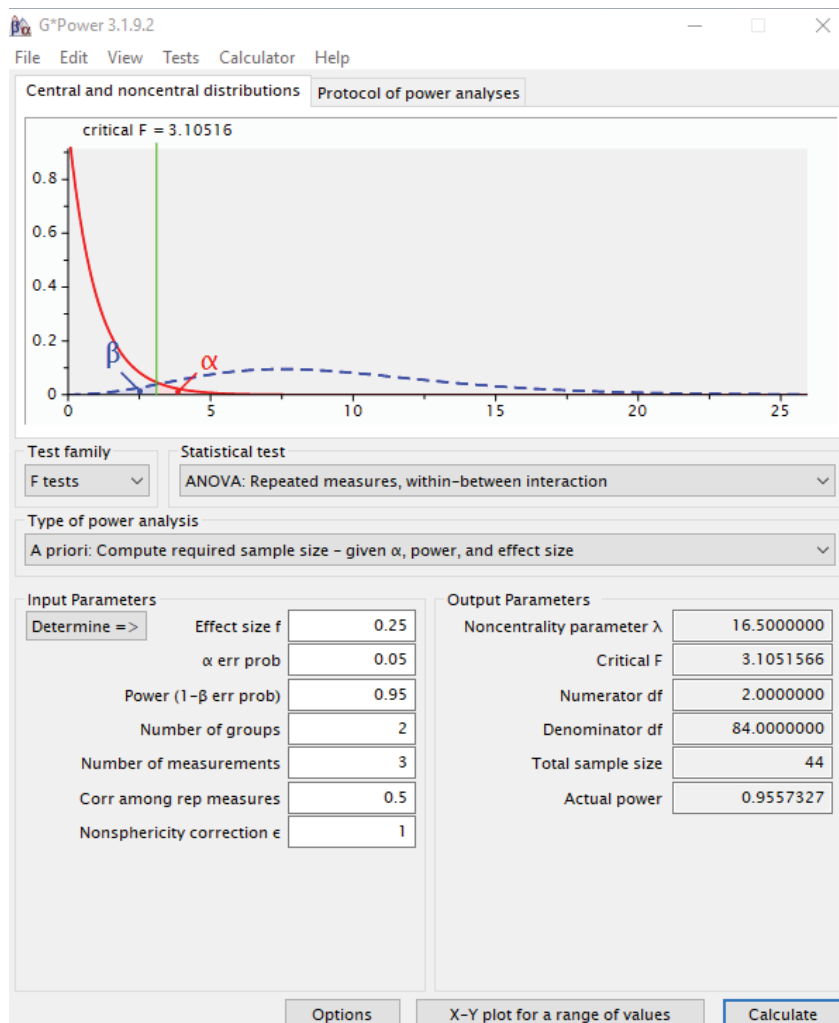 G*Power 3.1.9.2
File Edit View Tests Calculator Help
Central and noncentral distributions Protocol of power analyses
critical F = 3.10516
0.8
0.6
0.4
0.2
0
β
α
0 5 10 15 20 25
Test family Statistical test
F tests ANOVA: Repeated measures, within-between interaction
Type of power analysis
A priori: Compute required sample size - given α, power, and effect size
Input Parameters Output Parameters
Determine => Effect size f 0.25 Noncentrality parameter λ 16.5000000
α err prob 0.05 Critical F 3.1051566
Power (1-β err prob) 0.95 Numerator df 2.0000000
Number of groups 2 Denominator df 84.0000000
Number of measurements 3 Total sample size 44
Corr among rep measures 0.5 Actual power 0.9557327
Nonsphericity correction ϵ 1
Options X-Y plot for a range of values Calculate